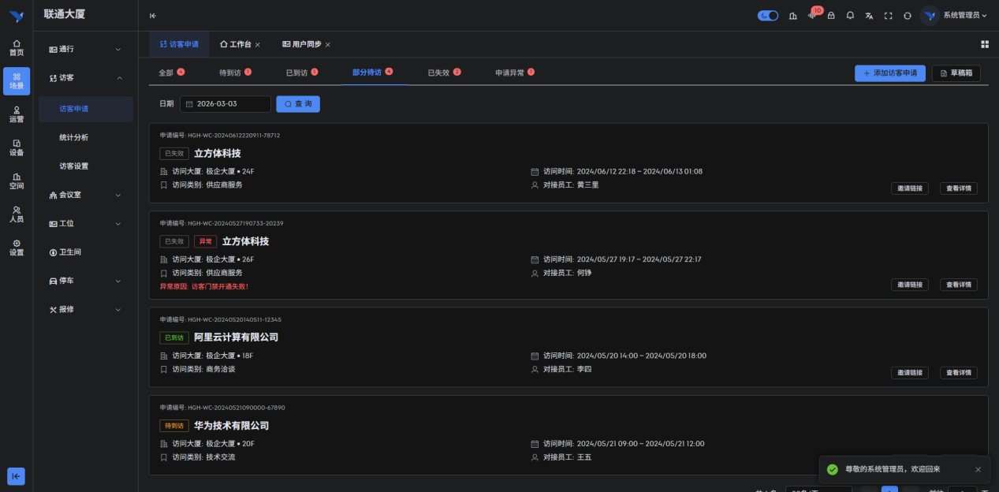 联通大厦
10
系统管理员
首页
场景
运营
设备
空间
人员
设置
通行
访客
访客申请
统计分析
访客设置
会议室
工位
卫生间
停车
报修
访客申请
工作台
用户同步
全部 4
待到访 1
已到访 1
部分待访 4
已失效 2
申请异常 1
添加访客申请
草稿箱
日期
2026-03-03
查 询
申请编号: HGH-WC-20240612220911-78712
已失效 立方体科技
访问大厦: 极企大厦 • 24F
访问时间: 2024/06/12 22:18 ~ 2024/06/13 01:08
访问类别: 供应商服务
对接员工: 黄三里
邀请链接
查看详情
申请编号: HGH-WC-20240527190733-20239
已失效 异常 立方体科技
访问大厦: 极企大厦 • 26F
访问时间: 2024/05/27 19:17 ~ 2024/05/27 22:17
访问类别: 供应商服务
对接员工: 何铮
异常原因: 访客门禁开通失败!
邀请链接
查看详情
申请编号: HGH-WC-20240520140511-12345
已到访 阿里云计算有限公司
访问大厦: 极企大厦 • 18F
访问时间: 2024/05/20 14:00 ~ 2024/05/20 18:00
访问类别: 商务洽谈
对接员工: 李四
邀请链接
查看详情
申请编号: HGH-WC-20240521090000-67890
待到访 华为技术有限公司
访问大厦: 极企大厦 • 20F
访问时间: 2024/05/21 09:00 ~ 2024/05/21 12:00
访问类别: 技术交流
对接员工: 王五
尊敬的系统管理员，欢迎回来